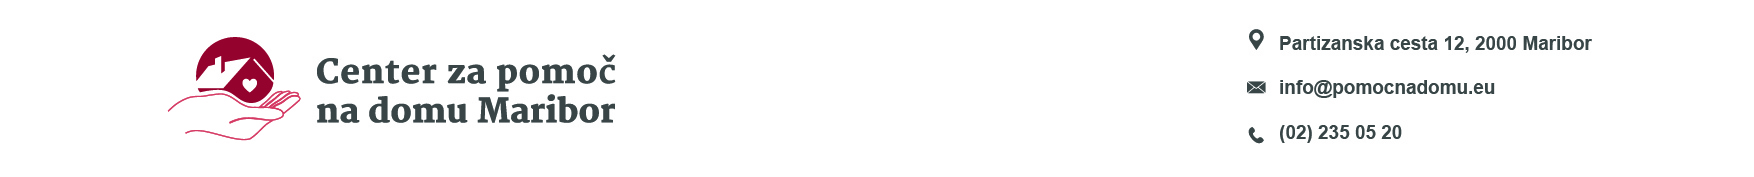 Center za pomoč
na domu Maribor
Partizanska cesta 12, 2000 Maribor
info@pomocnadomu.eu
(02) 235 05 20